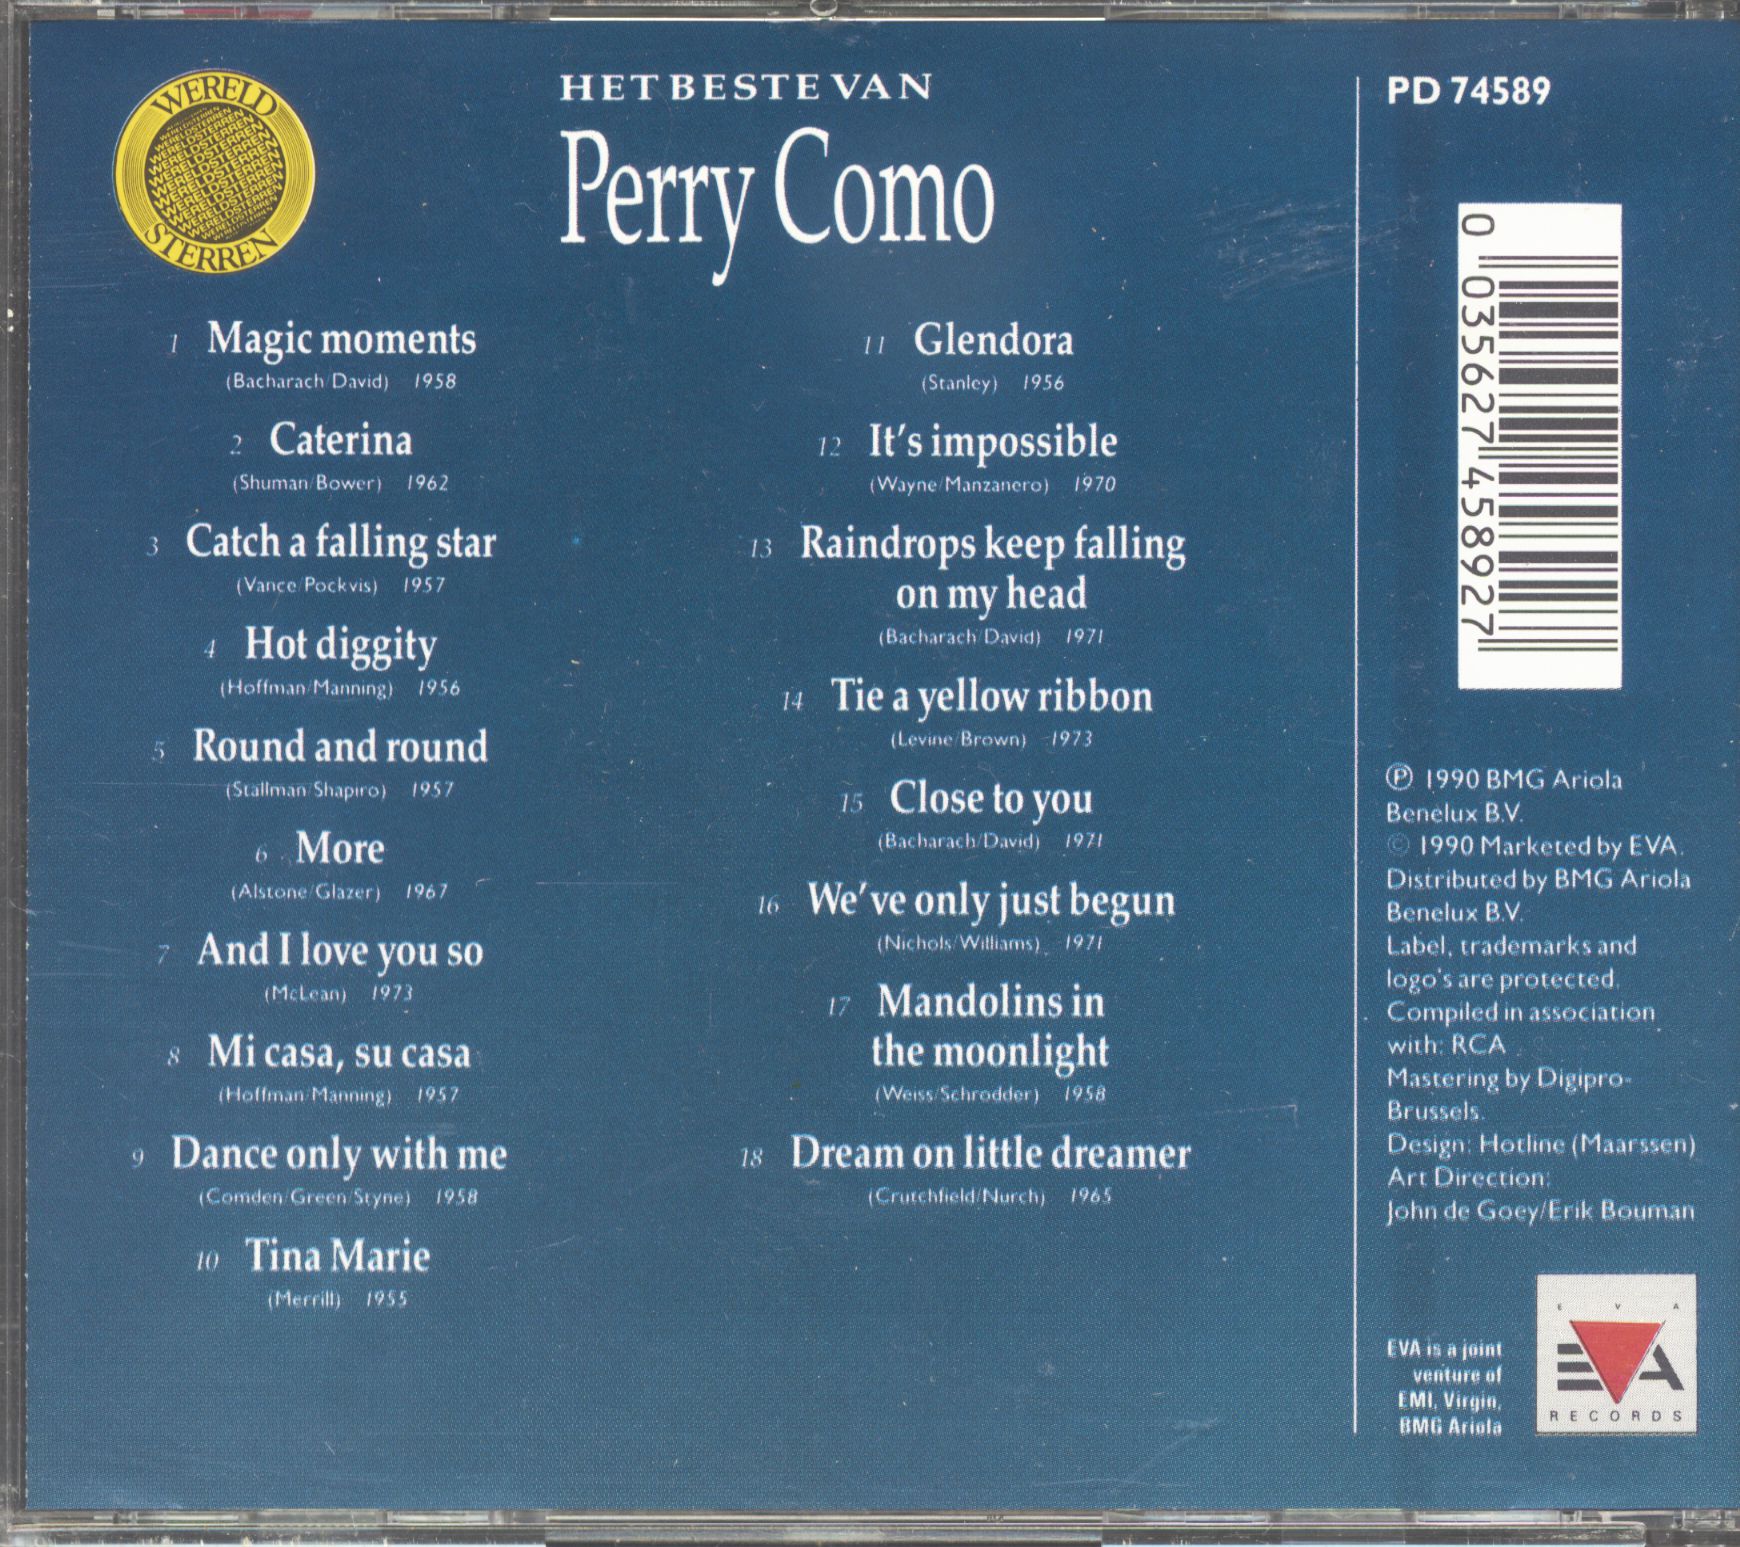 WERELD
STERREN
HET BESTE VAN
Perry Como
1 Magic moments
(Bacharach/David) 1958
2 Caterina
(Shuman/Bower) 1962
3 Catch a falling star
(Vance/Pockvis) 1957
4 Hot diggity
(Hoffman/Manning) 1956
5 Round and round
(Stallman/Shapiro) 1957
6 More
(Alstone/Glazer) 1967
7 And I love you so
(McLean) 1973
8 Mi casa, su casa
(Hoffman/Manning) 1957
9 Dance only with me
(Comden/Green/Styne) 1958
10 Tina Marie
(Merrill) 1955
11 Glendora
(Stanley) 1956
12 It's impossible
(Wayne/Manzanero) 1970
13 Raindrops keep falling
on my head
(Bacharach/David) 1971
14 Tie a yellow ribbon
(Levine/Brown) 1973
15 Close to you
(Bacharach/David) 1971
16 We've only just begun
(Nichols/Williams) 1971
17 Mandolins in
the moonlight
(Weiss/Schrodder) 1958
18 Dream on little dreamer
(Crutchfield/Nurch) 1965
PD 74589
0 035627 458927
℗ 1990 BMG Ariola
Benelux B.V.
© 1990 Marketed by EVA.
Distributed by BMG Ariola
Benelux B.V.
Label, trademarks and
logo's are protected.
Compiled in association
with: RCA
Mastering by Digipro-
Brussels.
Design: Hotline (Maarssen)
Art Direction:
John de Goey/Erik Bouman
EVA is a joint
venture of
EMI, Virgin,
BMG Ariola
E V A
EVA
RECORDS